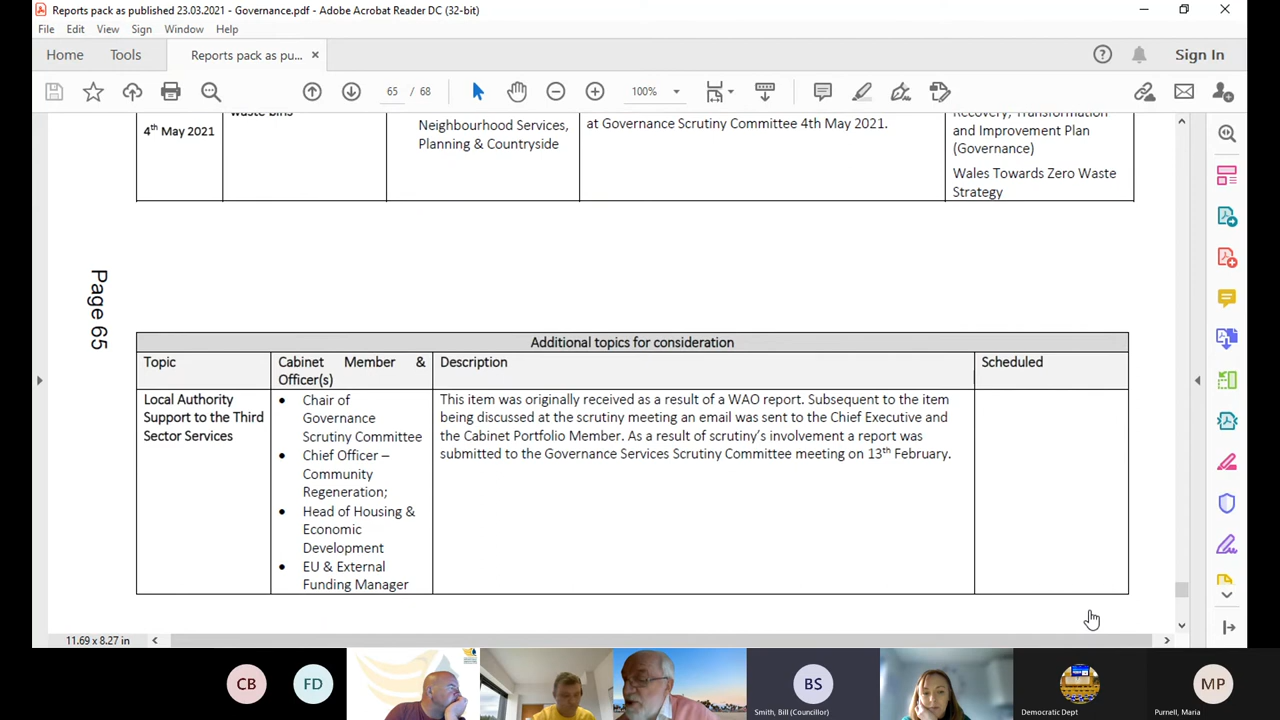 Reports pack as published 23.03.2021 - Governance.pdf - Adobe Acrobat Reader DC (32-bit)
File Edit View Sign Window Help
Home Tools Reports pack as pu... × Sign In
65 / 68 100%
4th May 2021
waste bins
Neighbourhood Services,
Planning & Countryside
at Governance Scrutiny Committee 4th May 2021.
Recovery, Transformation
and Improvement Plan
(Governance)
Wales Towards Zero Waste
Strategy
Page 65
Additional topics for consideration
Topic
Cabinet Member &
Officer(s)
Description
Scheduled
Local Authority
Support to the Third
Sector Services
• Chair of
Governance
Scrutiny Committee
• Chief Officer –
Community
Regeneration;
• Head of Housing &
Economic
Development
• EU & External
Funding Manager
This item was originally received as a result of a WAO report. Subsequent to the item
being discussed at the scrutiny meeting an email was sent to the Chief Executive and
the Cabinet Portfolio Member. As a result of scrutiny's involvement a report was
submitted to the Governance Services Scrutiny Committee meeting on 13th February.
11.69 x 8.27 in
CB
FD
BS
Smith, Bill (Councillor)
Democratic Dept
MP
Purnell, Maria